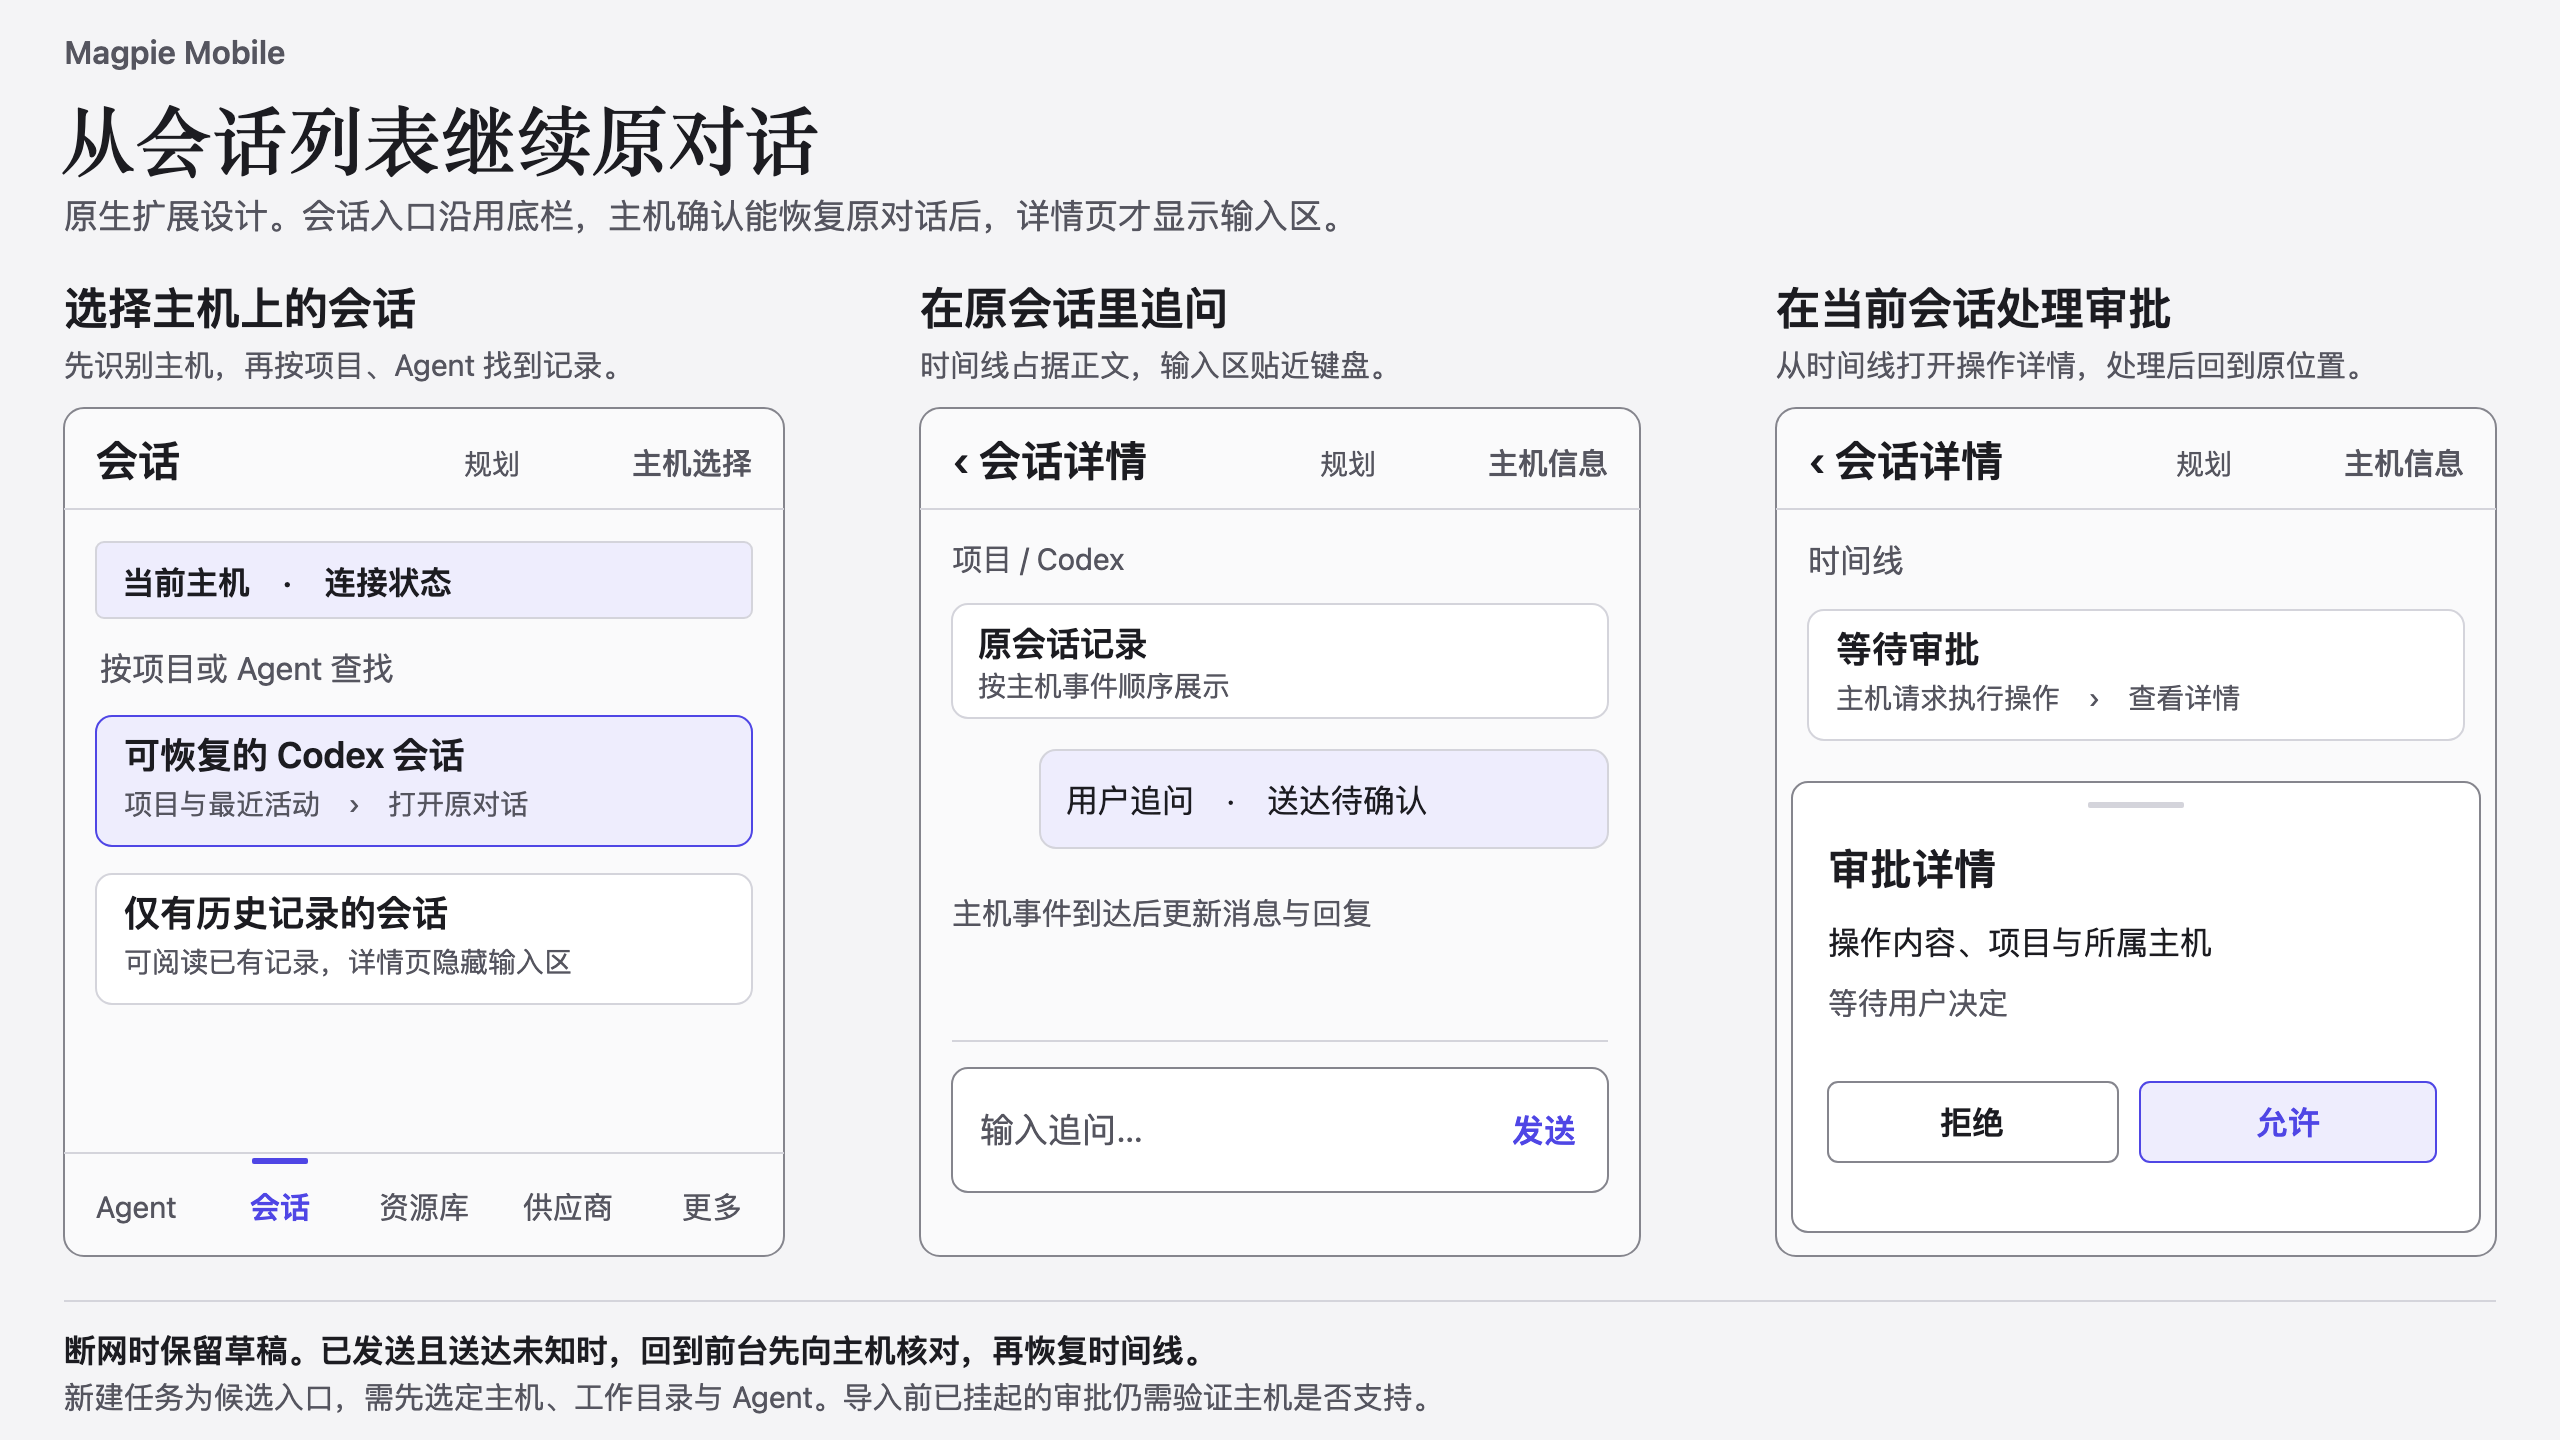 Magpie Mobile
从会话列表继续原对话
原生扩展设计。会话入口沿用底栏，主机确认能恢复原对话后，详情页才显示输入区。
选择主机上的会话
先识别主机，再按项目、Agent 找到记录。
会话 规划 主机选择
当前主机 · 连接状态
按项目或 Agent 查找
可恢复的 Codex 会话
项目与最近活动 › 打开原对话
仅有历史记录的会话
可阅读已有记录，详情页隐藏输入区
Agent 会话 资源库 供应商 更多
在原会话里追问
时间线占据正文，输入区贴近键盘。
‹ 会话详情 规划 主机信息
项目 / Codex
原会话记录
按主机事件顺序展示
用户追问 · 送达待确认
主机事件到达后更新消息与回复
输入追问... 发送
在当前会话处理审批
从时间线打开操作详情，处理后回到原位置。
‹ 会话详情 规划 主机信息
时间线
等待审批
主机请求执行操作 › 查看详情
审批详情
操作内容、项目与所属主机
等待用户决定
拒绝 允许
断网时保留草稿。已发送且送达未知时，回到前台先向主机核对，再恢复时间线。
新建任务为候选入口，需先选定主机、工作目录与 Agent。导入前已挂起的审批仍需验证主机是否支持。